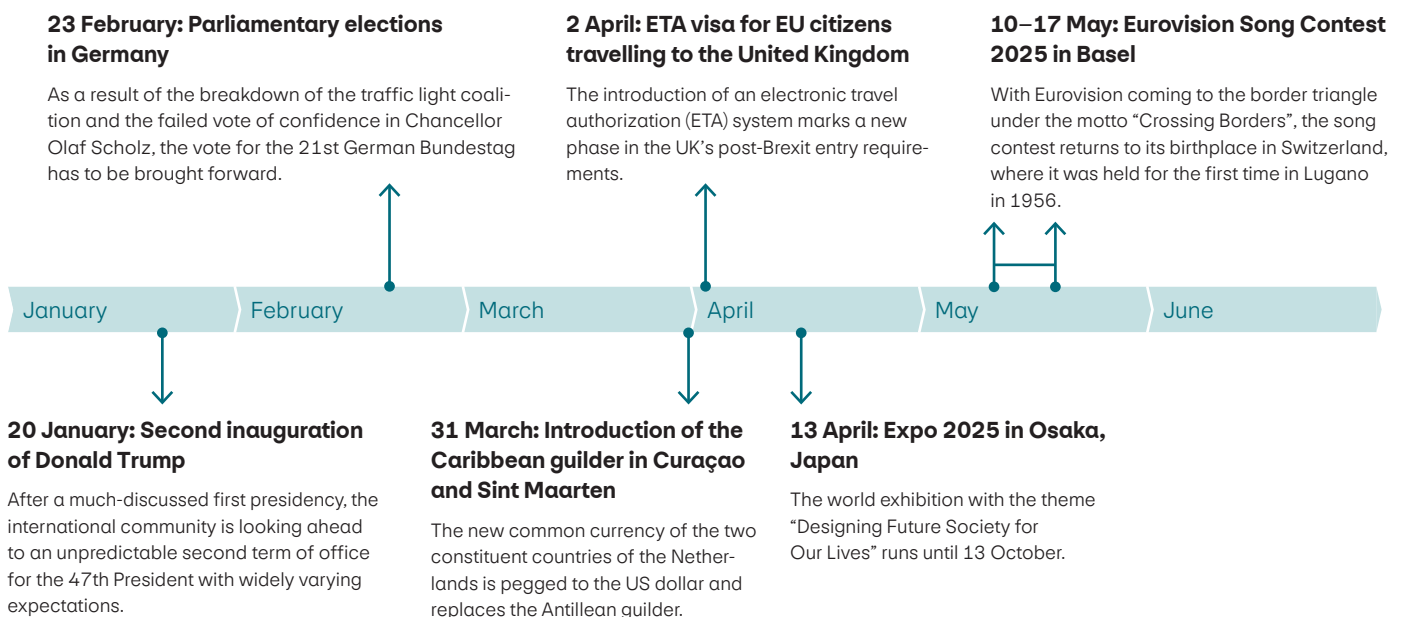 23 February: Parliamentary elections
in Germany
As a result of the breakdown of the traffic light coali-
tion and the failed vote of confidence in Chancellor
Olaf Scholz, the vote for the 21st German Bundestag
has to be brought forward.
2 April: ETA visa for EU citizens
travelling to the United Kingdom
The introduction of an electronic travel
authorization (ETA) system marks a new
phase in the UK’s post-Brexit entry require-
ments.
10–17 May: Eurovision Song Contest
2025 in Basel
With Eurovision coming to the border triangle
under the motto “Crossing Borders”, the song
contest returns to its birthplace in Switzerland,
where it was held for the first time in Lugano
in 1956.
January
February
March
April
May
June
20 January: Second inauguration
of Donald Trump
After a much-discussed first presidency, the
international community is looking ahead
to an unpredictable second term of office
for the 47th President with widely varying
expectations.
31 March: Introduction of the
Caribbean guilder in Curaçao
and Sint Maarten
The new common currency of the two
constituent countries of the Nether-
lands is pegged to the US dollar and
replaces the Antillean guilder.
13 April: Expo 2025 in Osaka,
Japan
The world exhibition with the theme
“Designing Future Society for
Our Lives” runs until 13 October.